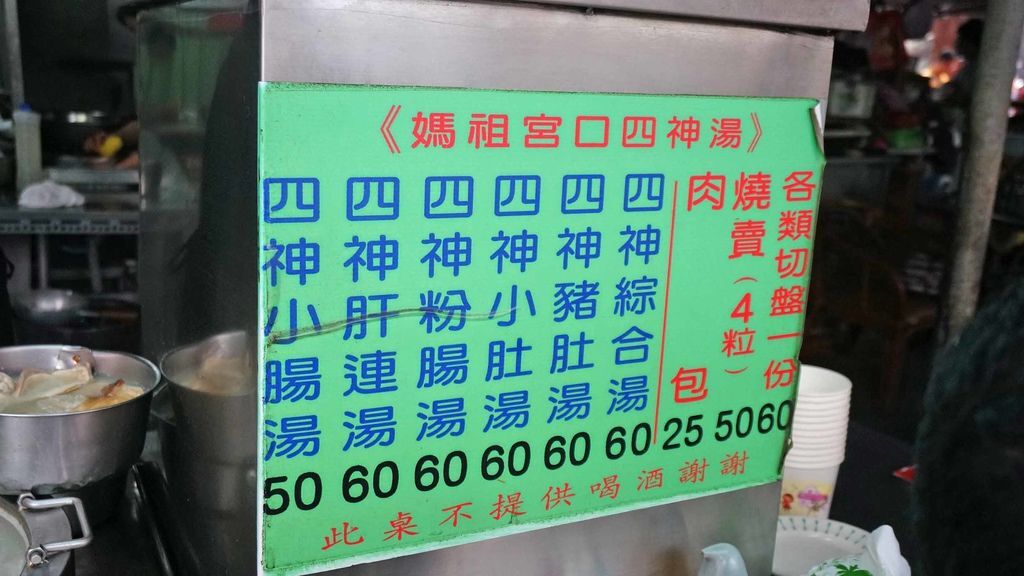 《媽祖宮口四神湯》
各類切盤一份 60
燒賣（4粒） 50
肉包 25
四神綜合湯 60
四神豬肚湯 60
四神小肚湯 60
四神粉腸湯 60
四神肝連湯 60
四神小腸湯 50
此桌不提供喝酒謝謝